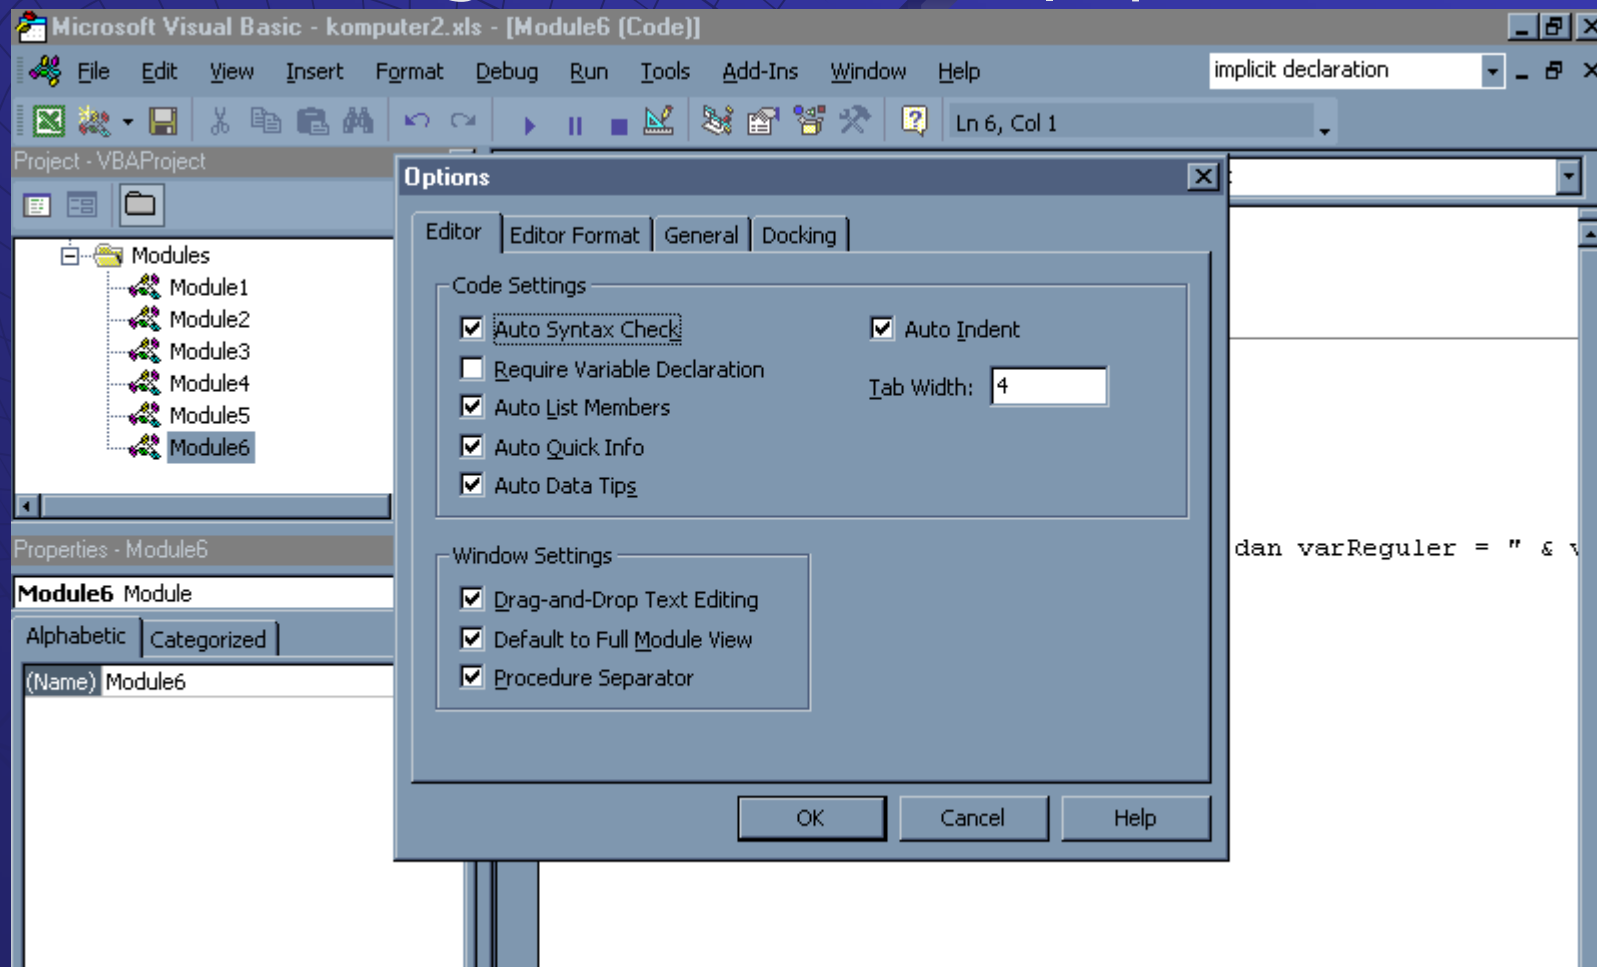 Microsoft Visual Basic - komputer2.xls - [Module6 (Code)]
File Edit View Insert Format Debug Run Tools Add-Ins Window Help implicit declaration
Ln 6, Col 1
Project - VBAProject
Modules
Module1
Module2
Module3
Module4
Module5
Module6
Properties - Module6
Module6 Module
Alphabetic Categorized
(Name) Module6
Options
Editor Editor Format General Docking
Code Settings
Auto Syntax Check
Require Variable Declaration
Auto List Members
Auto Quick Info
Auto Data Tips
Auto Indent
Tab Width: 4
Window Settings
Drag-and-Drop Text Editing
Default to Full Module View
Procedure Separator
OK Cancel Help
dan varReguler = " &